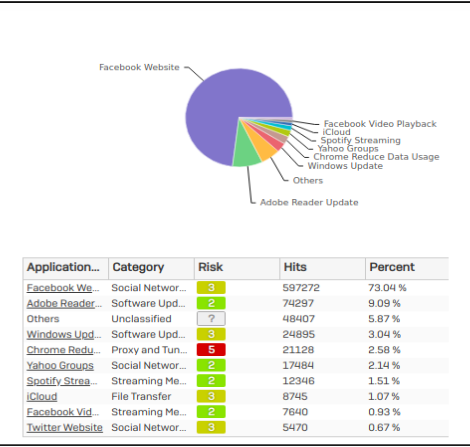 Facebook Website
Facebook Video Playback
iCloud
Spotify Streaming
Yahoo Groups
Chrome Reduce Data Usage
Windows Update
Others
Adobe Reader Update
Application... Category Risk Hits Percent
Facebook We... Social Networ... 3 597272 73.04 %
Adobe Reader... Software Upd... 2 74297 9.09 %
Others Unclassified ? 48407 5.87 %
Windows Upd... Software Upd... 3 24895 3.04 %
Chrome Redu... Proxy and Tun... 5 21128 2.58 %
Yahoo Groups Social Networ... 2 17484 2.14 %
Spotify Strea... Streaming Me... 2 12346 1.51 %
iCloud File Transfer 3 8745 1.07 %
Facebook Vid... Streaming Me... 2 7640 0.93 %
Twitter Website Social Networ... 3 5470 0.67 %